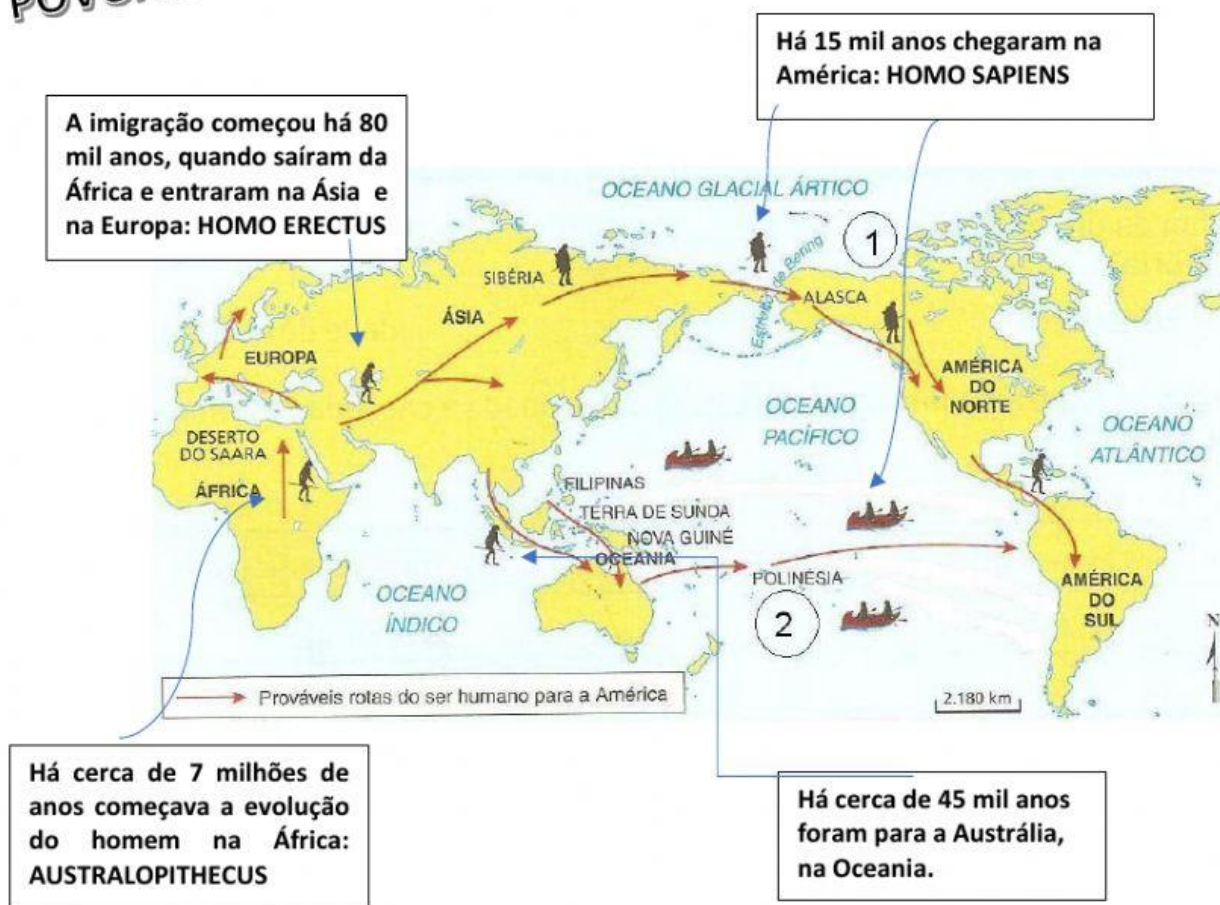 Há 15 mil anos chegaram na
América: HOMO SAPIENS
A imigração começou há 80
mil anos, quando saíram da
África e entraram na Ásia e
na Europa: HOMO ERECTUS
OCEANO GLACIAL ÁRTICO
1
Estreito de Bering
SIBÉRIA
ALASCA
ÁSIA
EUROPA
AMÉRICA
DO
NORTE
OCEANO
PACÍFICO
OCEANO
ATLÂNTICO
DESERTO
DO SAARA
ÁFRICA
FILIPINAS
TERRA DE SUNDA
NOVA GUINÉ
OCEANIA
POLINÉSIA
OCEANO
ÍNDICO
2
AMÉRICA
DO
SUL
N
Prováveis rotas do ser humano para a América
2.180 km
Há cerca de 7 milhões de
anos começava a evolução
do homem na África:
AUSTRALOPITHECUS
Há cerca de 45 mil anos
foram para a Austrália,
na Oceania.